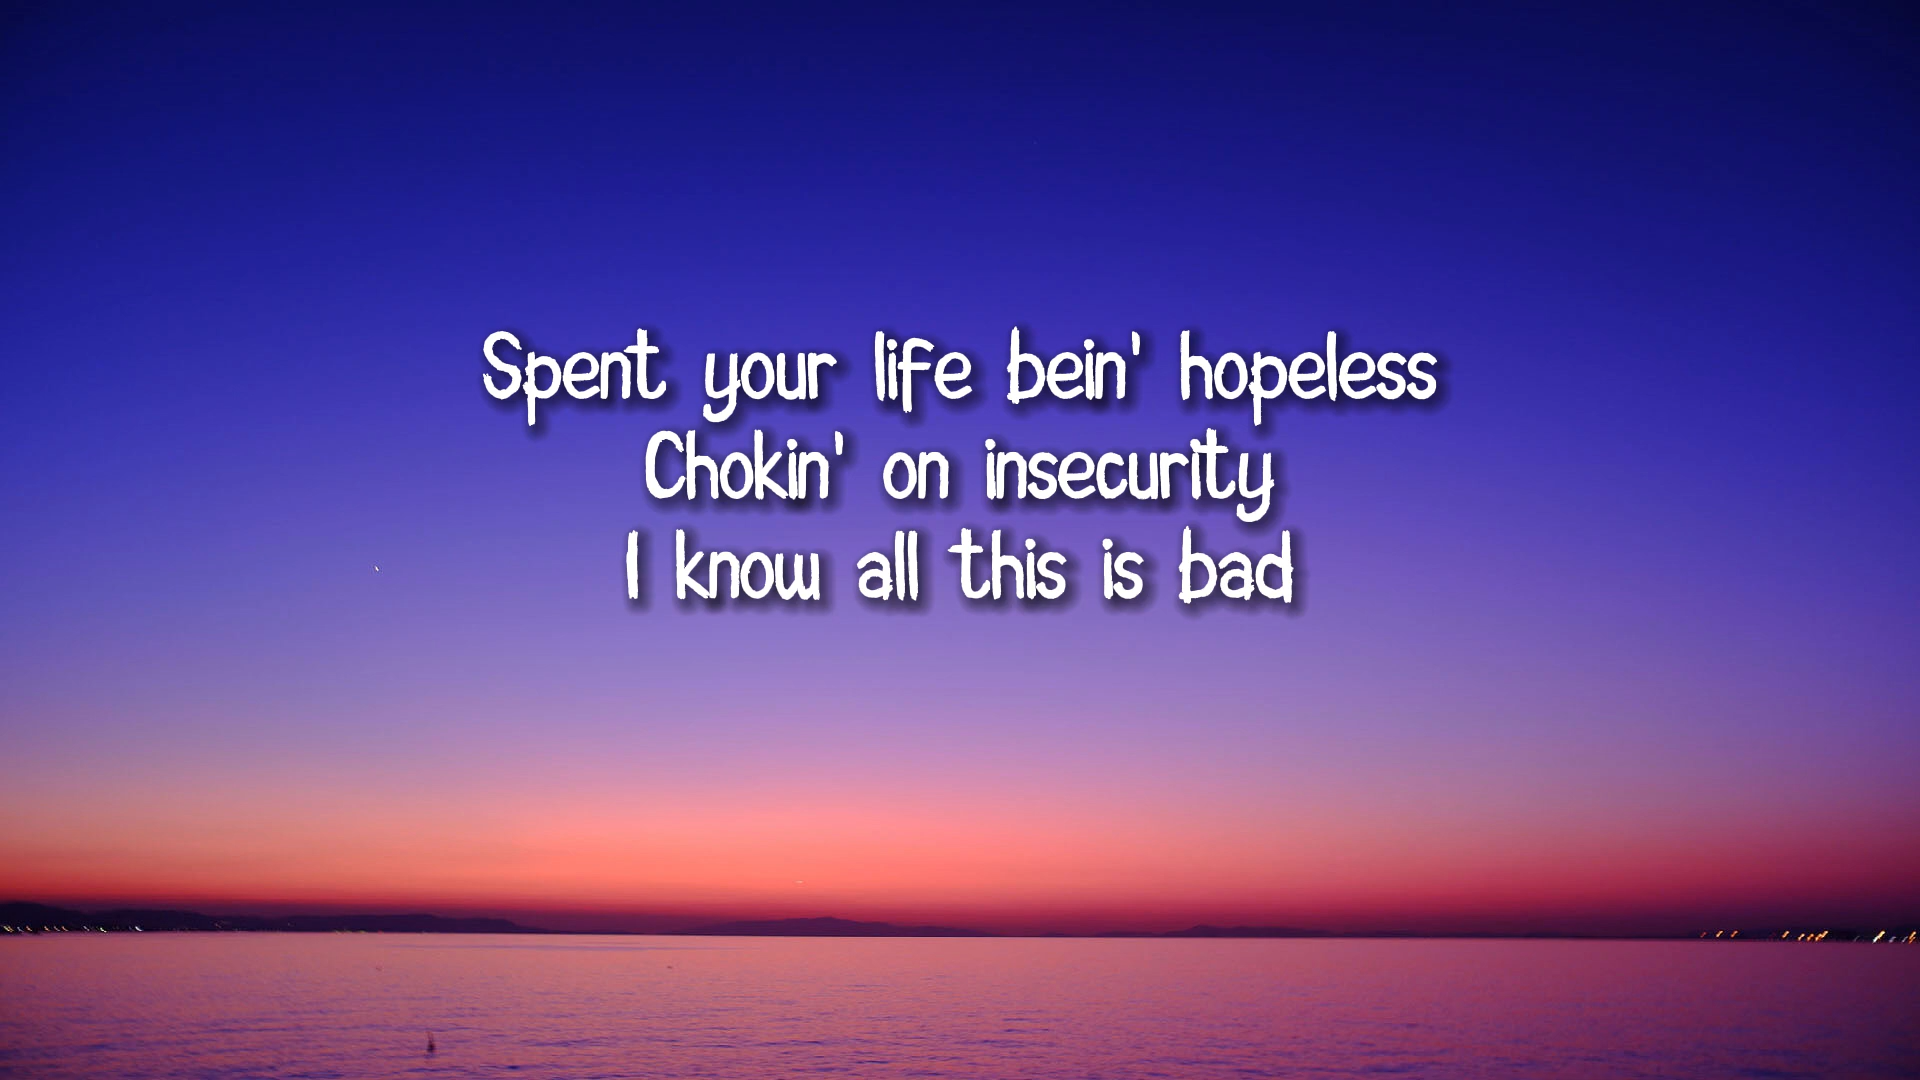 Spent your life bein' hopeless
Chokin' on insecurity
I know all this is bad